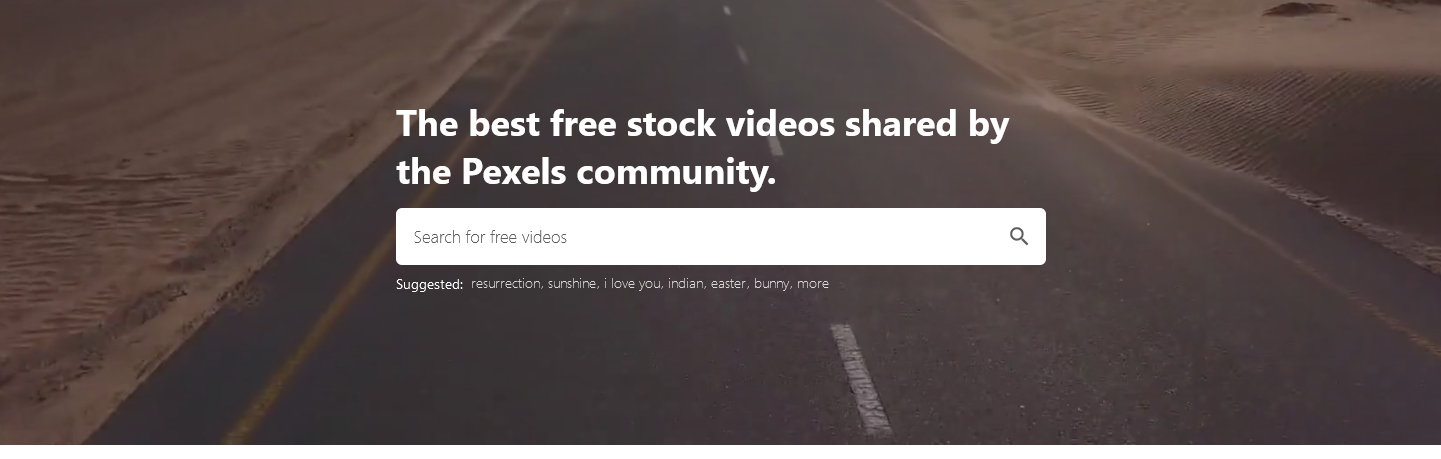 The best free stock videos shared by
the Pexels community.
Search for free videos
Suggested: resurrection, sunshine, i love you, indian, easter, bunny, more